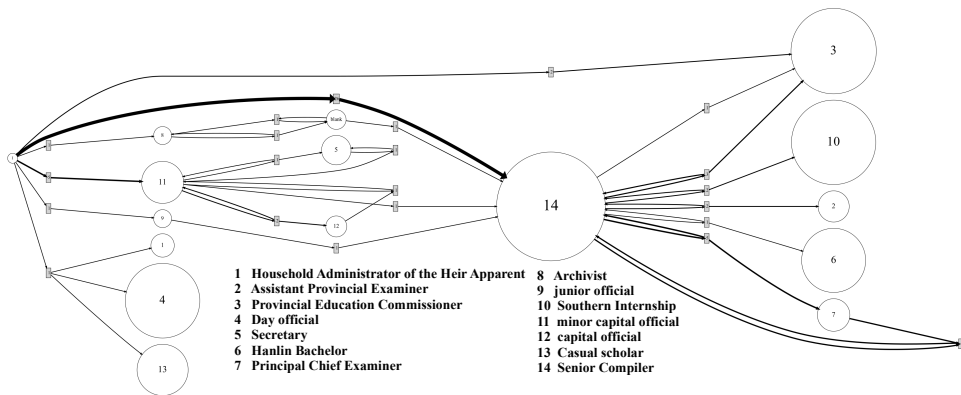 3
10
blank
8
5
11
14
2
12
9
6
1
4
7
13
1 Household Administrator of the Heir Apparent
2 Assistant Provincial Examiner
3 Provincial Education Commissioner
4 Day official
5 Secretary
6 Hanlin Bachelor
7 Principal Chief Examiner
8 Archivist
9 junior official
10 Southern Internship
11 minor capital official
12 capital official
13 Casual scholar
14 Senior Compiler